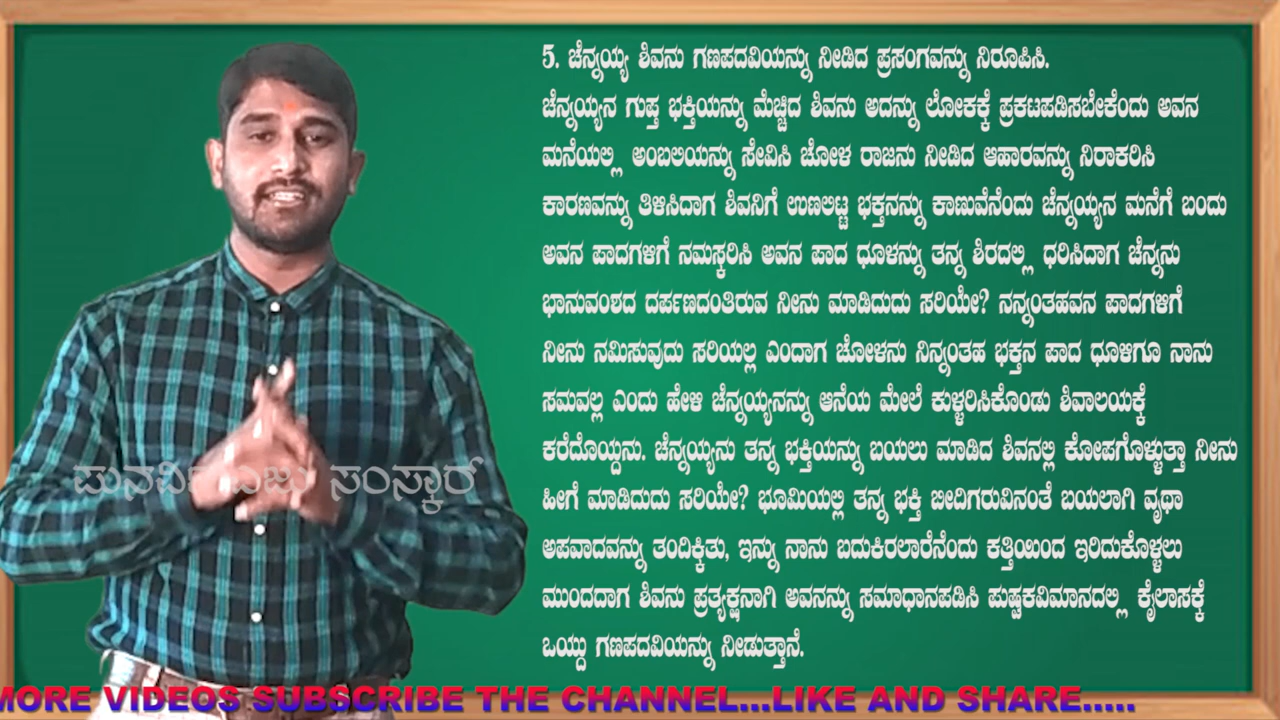 5. ಚೆನ್ನಯ್ಯ ಶಿವನು ಗಣಪದವಿಯನ್ನು ನೀಡಿದ ಪ್ರಸಂಗವನ್ನು ನಿರೂಪಿಸಿ.
ಚೆನ್ನಯ್ಯನ ಗುಪ್ತ ಭಕ್ತಿಯನ್ನು ಮೆಚ್ಚಿದ ಶಿವನು ಅದನ್ನು ಲೋಕಕ್ಕೆ ಪ್ರಕಟಪಡಿಸಬೇಕೆಂದು ಅವನ
ಮನೆಯಲ್ಲಿ ಅಂಬಲಿಯನ್ನು ಸೇವಿಸಿ ಚೋಳ ರಾಜನು ನೀಡಿದ ಆಹಾರವನ್ನು ನಿರಾಕರಿಸಿ
ಕಾರಣವನ್ನು ತಿಳಿಸಿದಾಗ ಶಿವನಿಗೆ ಉಣಲಿಟ್ಟ ಭಕ್ತನನ್ನು ಕಾಣುವೆನೆಂದು ಚೆನ್ನಯ್ಯನ ಮನೆಗೆ ಬಂದು
ಅವನ ಪಾದಗಳಿಗೆ ನಮಸ್ಕರಿಸಿ ಅವನ ಪಾದ ಧೂಳನ್ನು ತನ್ನ ಶಿರದಲ್ಲಿ ಧರಿಸಿದಾಗ ಚೆನ್ನನು
ಭಾನುವಂಶದ ದರ್ಪಣದಂತಿರುವ ನೀನು ಮಾಡಿದುದು ಸರಿಯೇ? ನನ್ನಂತಹವನ ಪಾದಗಳಿಗೆ
ನೀನು ನಮಿಸುವುದು ಸರಿಯಲ್ಲ ಎಂದಾಗ ಚೋಳನು ನಿನ್ನಂತಹ ಭಕ್ತನ ಪಾದ ಧೂಳಿಗೂ ನಾನು
ಸಮವಲ್ಲ ಎಂದು ಹೇಳಿ ಚೆನ್ನಯ್ಯನನ್ನು ಆನೆಯ ಮೇಲೆ ಕುಳ್ಳರಿಸಿಕೊಂಡು ಶಿವಾಲಯಕ್ಕೆ
ಕರೆದೊಯ್ದನು. ಚೆನ್ನಯ್ಯನು ತನ್ನ ಭಕ್ತಿಯನ್ನು ಬಯಲು ಮಾಡಿದ ಶಿವನಲ್ಲಿ ಕೋಪಗೊಳ್ಳುತ್ತಾ ನೀನು
ಹೀಗೆ ಮಾಡಿದುದು ಸರಿಯೇ? ಭೂಮಿಯಲ್ಲಿ ತನ್ನ ಭಕ್ತಿ ಬೀದಿಗರುವಿನಂತೆ ಬಯಲಾಗಿ ವೃಥಾ
ಅಪವಾದವನ್ನು ತಂದಿಕ್ಕಿತು, ಇನ್ನು ನಾನು ಬದುಕಿರಲಾರೆನೆಂದು ಕತ್ತಿಯಿಂದ ಇರಿದುಕೊಳ್ಳಲು
ಮುಂದದಾಗ ಶಿವನು ಪ್ರತ್ಯಕ್ಷನಾಗಿ ಅವನನ್ನು ಸಮಾಧಾನಪಡಿಸಿ ಪುಷ್ಪಕವಿಮಾನದಲ್ಲಿ ಕೈಲಾಸಕ್ಕೆ
ಒಯ್ದು ಗಣಪದವಿಯನ್ನು ನೀಡುತ್ತಾನೆ.
ಸಂಸ್ಕಾರ್
MORE VIDEOS SUBSCRIBE THE CHANNEL...LIKE AND SHARE.....